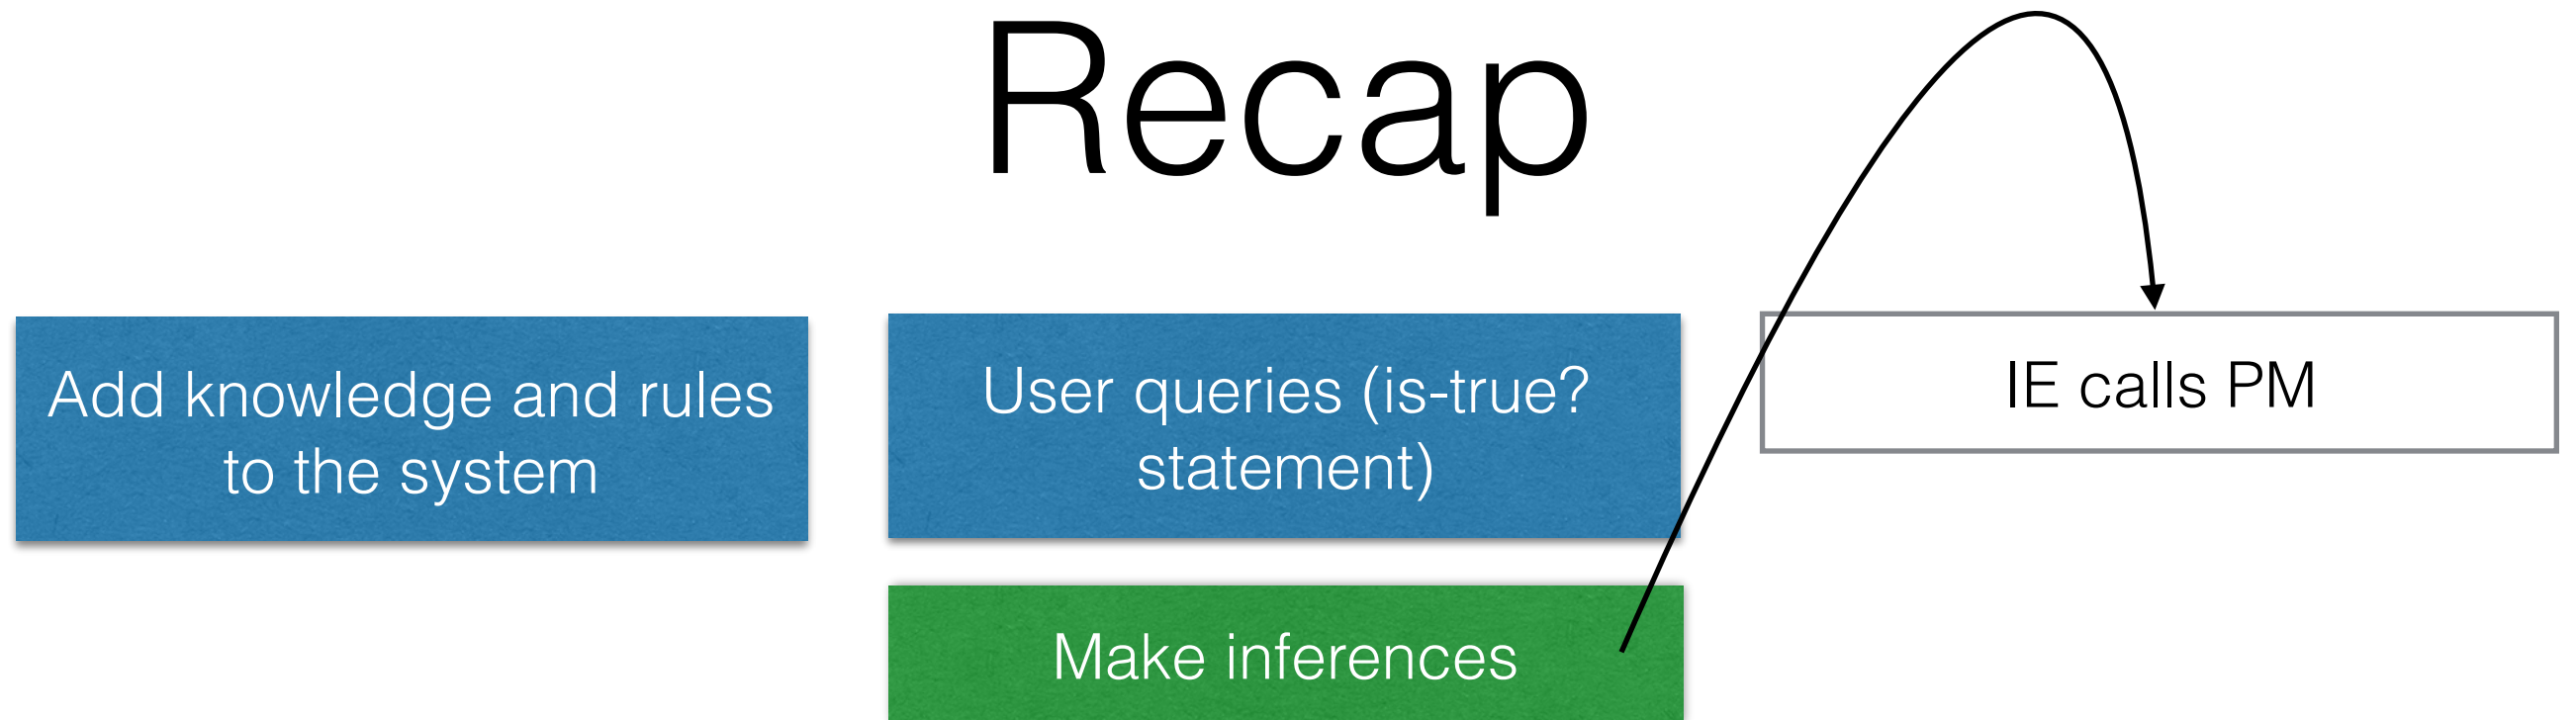 Recap
Add knowledge and rules
to the system
User queries (is-true?
statement)
IE calls PM
Make inferences